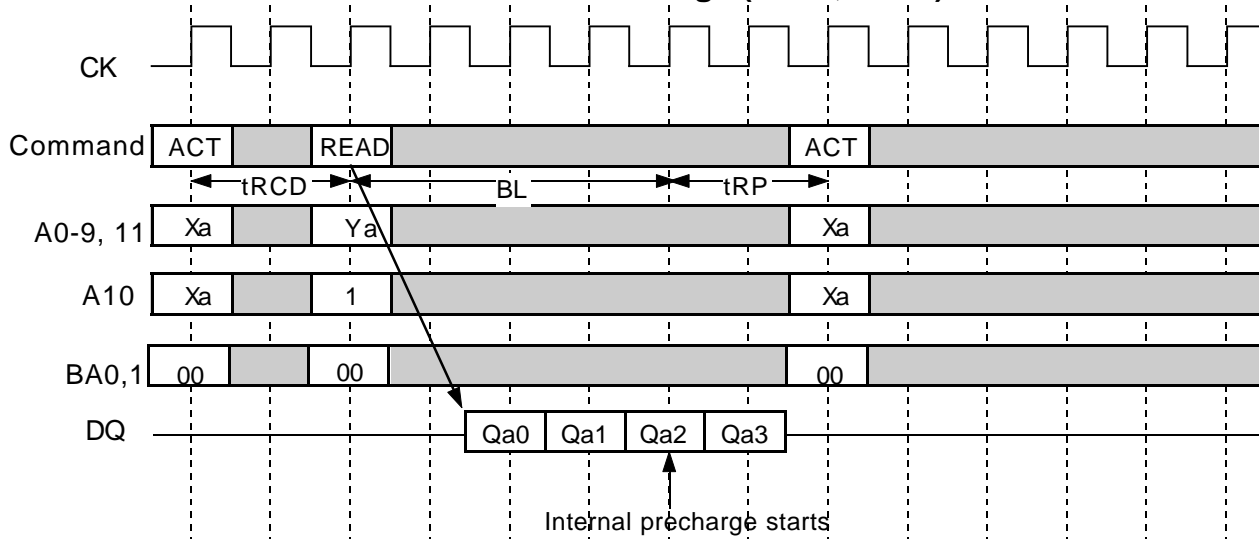 CK
Command ACT READ ACT
tRCD BL tRP
A0-9, 11 Xa Ya Xa
A10 Xa 1 Xa
BA0,1 00 00 00
DQ Qa0 Qa1 Qa2 Qa3
Internal precharge starts